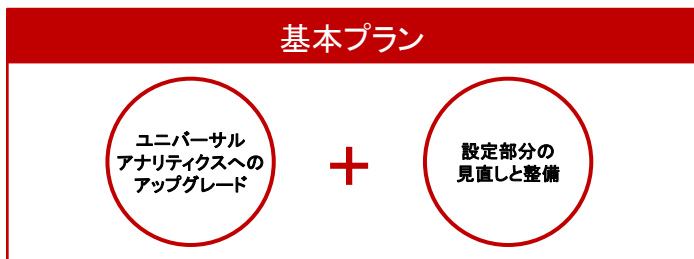 基本プラン
ユニバーサル
アナリティクスへの
アップグレード
+
設定部分の
見直しと整備